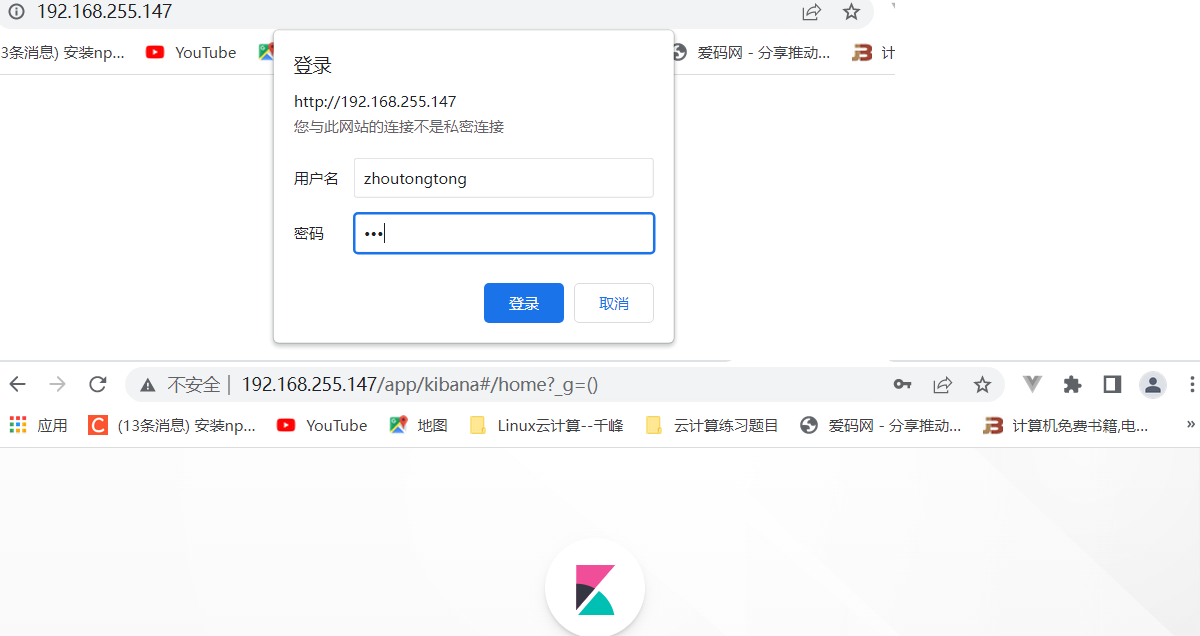 192.168.255.147
3条消息) 安装np...
YouTube
爱码网 - 分享推动...
计
登录
http://192.168.255.147
您与此网站的连接不是私密连接
用户名
zhoutongtong
密码
•••
登录
取消
不安全 | 192.168.255.147/app/kibana#/home?_g=()
应用
(13条消息) 安装np...
YouTube
地图
Linux云计算--千峰
云计算练习题目
爱码网 - 分享推动...
计算机免费书籍,电...
»